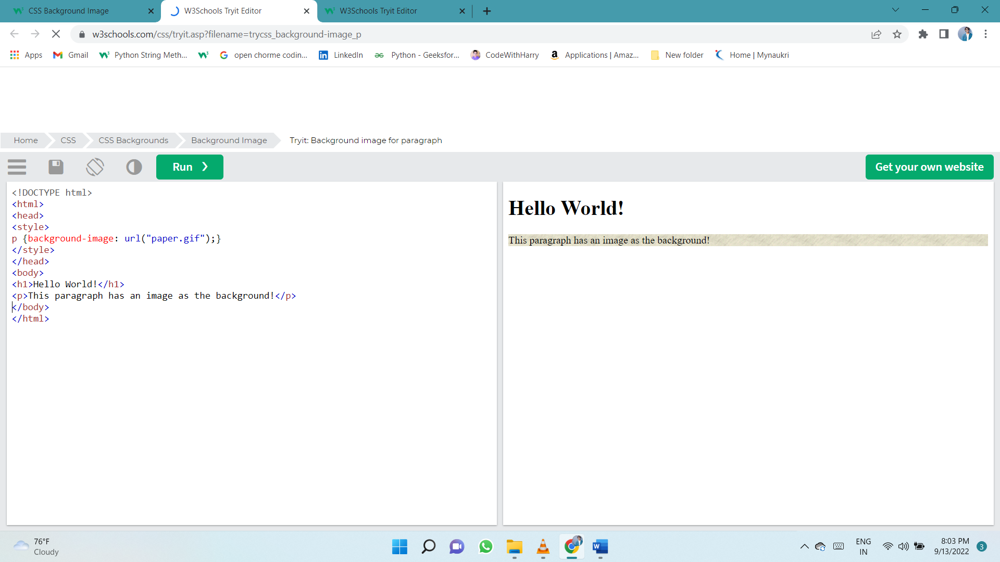 CSS Background Image
W3Schools Tryit Editor
W3Schools Tryit Editor
w3schools.com/css/tryit.asp?filename=trycss_background-image_p
Apps
Gmail
Python String Meth...
open chorme codin...
LinkedIn
Python - Geeksfor...
CodeWithHarry
Applications | Amaz...
New folder
Home | Mynaukri
Home
CSS
CSS Backgrounds
Background Image
Tryit: Background image for paragraph
Run ❯
Get your own website
<!DOCTYPE html>
<html>
<head>
<style>
p {background-image: url("paper.gif");}
</style>
</head>
<body>
<h1>Hello World!</h1>
<p>This paragraph has an image as the background!</p>
</body>
</html>
Hello World!
This paragraph has an image as the background!
76°F
Cloudy
ENG
IN
8:03 PM
9/13/2022
3